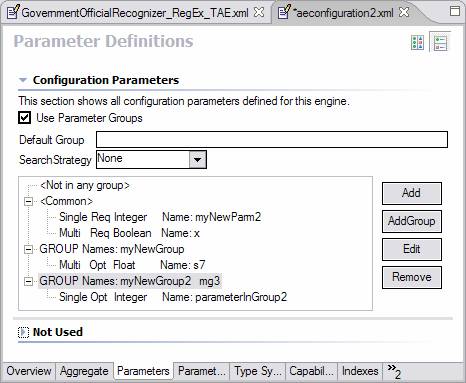 GovernmentOfficialRecognizer_RegEx_TAE.xml *aeconfiguration2.xml
Parameter Definitions
Configuration Parameters
This section shows all configuration parameters defined for this engine.
Use Parameter Groups
Default Group
SearchStrategy None
<Not in any group>
<Common>
Single Req Integer Name: myNewParm2
Multi Req Boolean Name: x
GROUP Names: myNewGroup
Multi Opt Float Name: s7
GROUP Names: myNewGroup2 mg3
Single Opt Integer Name: parameterInGroup2
Add
AddGroup
Edit
Remove
Not Used
Overview Aggregate Parameters Paramet... Type Sy... Capabil... Indexes »2